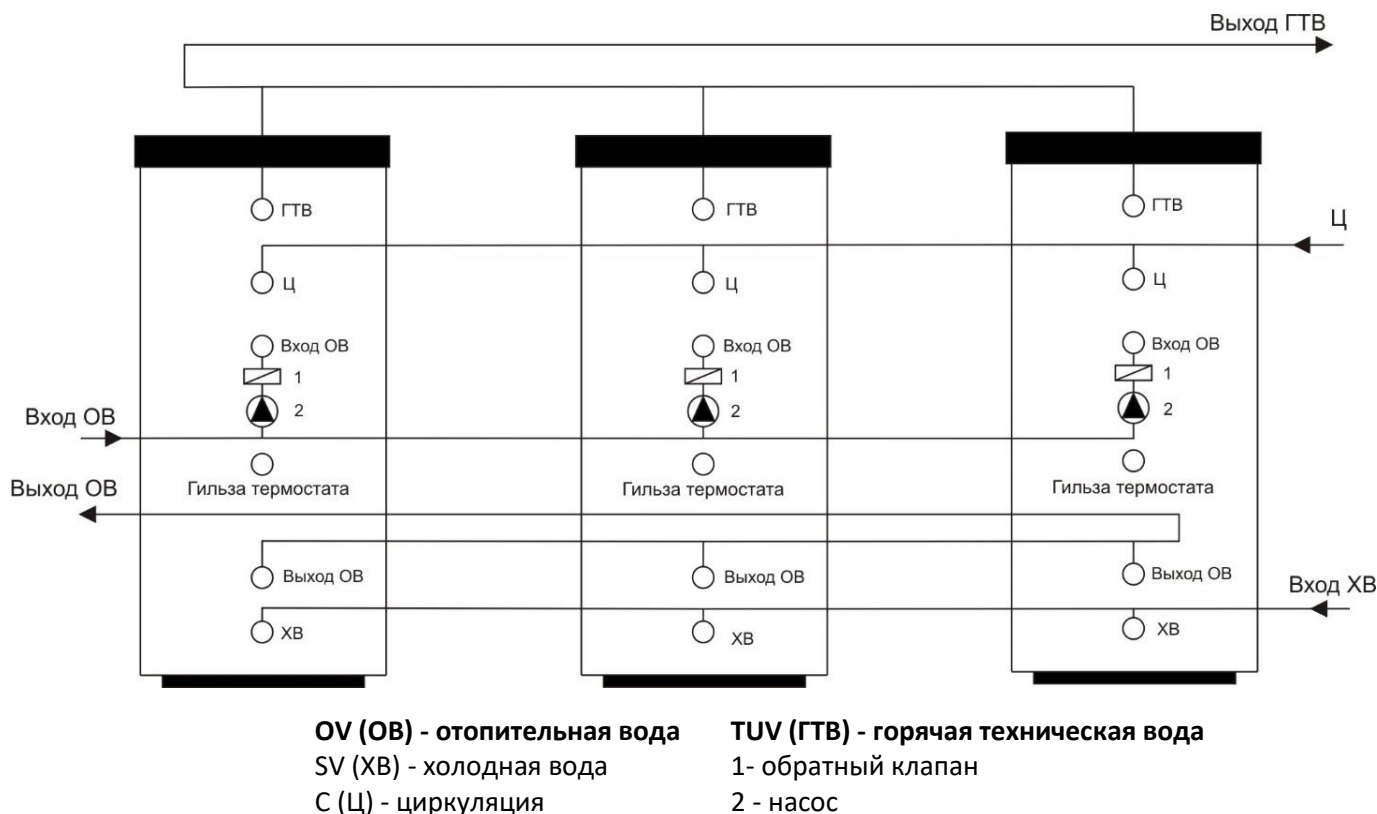 Выход ГТВ
ГТВ ГТВ ГТВ
Ц
Ц Ц Ц
Вход ОВ Вход ОВ Вход ОВ
1 1 1
Вход ОВ
2 2 2
Выход ОВ
Гильза термостата Гильза термостата Гильза термостата
Выход ОВ Выход ОВ Выход ОВ
Вход ХВ
ХВ ХВ ХВ
OV (ОВ) - отопительная вода TUV (ГТВ) - горячая техническая вода
SV (ХВ) - холодная вода 1- обратный клапан
C (Ц) - циркуляция 2 - насос